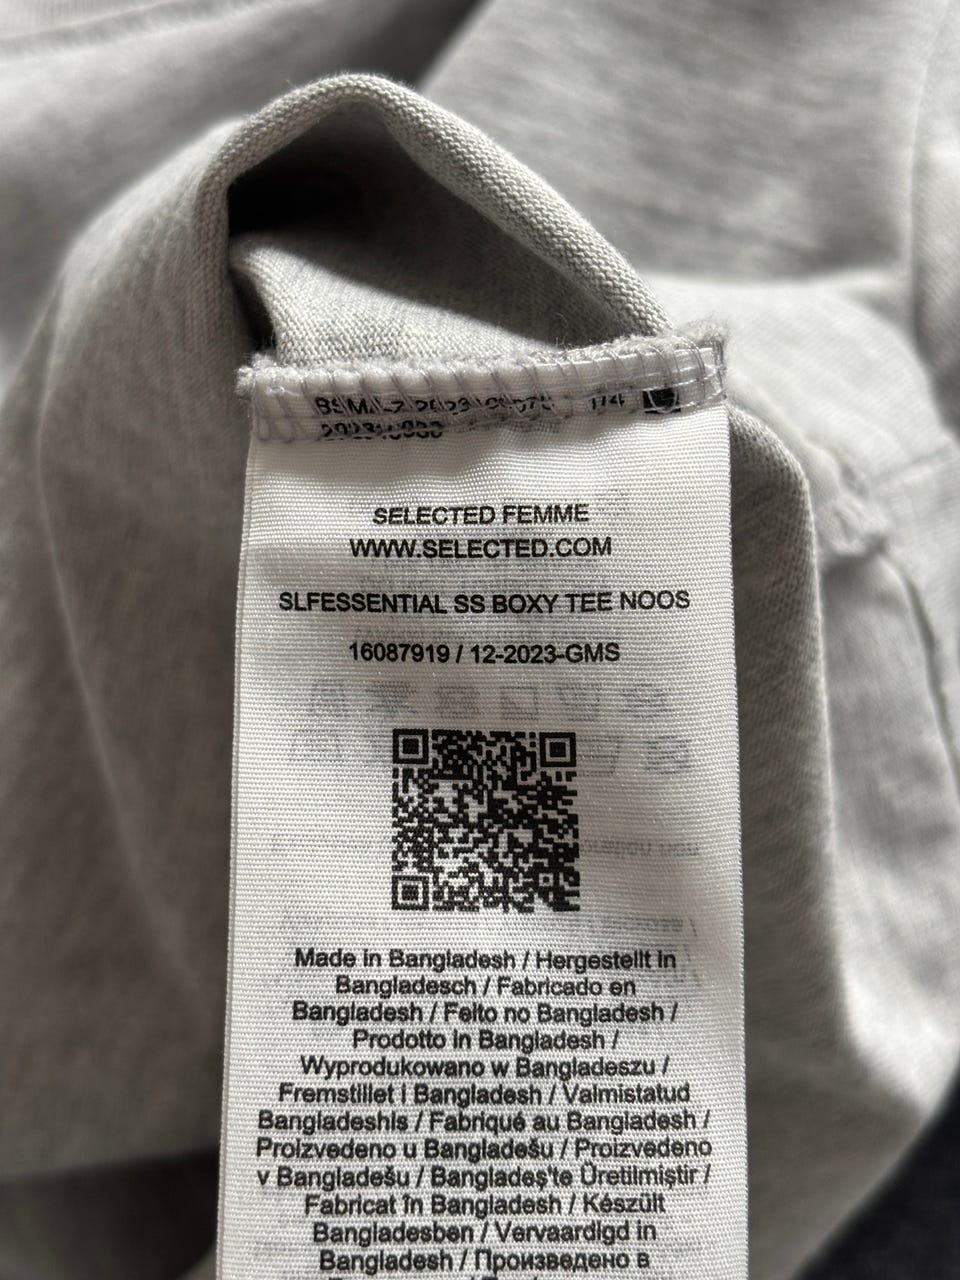 SELECTED FEMME
WWW.SELECTED.COM
SLFESSENTIAL SS BOXY TEE NOOS
16087919 / 12-2023-GMS
Made in Bangladesh / Hergestellt in
Bangladesch / Fabricado en
Bangladesh / Feito no Bangladesh /
Prodotto in Bangladesh /
Wyprodukowano w Bangladeszu /
Fremstillet i Bangladesh / Valmistatud
Bangladeshis / Fabriqué au Bangladesh /
Proizvedeno u Bangladešu / Proizvedeno
v Bangladešu / Bangladeş'te Üretilmiştir /
Fabricat în Bangladesh / Készült
Bangladesben / Vervaardigd in
Bangladesh / Произведено в